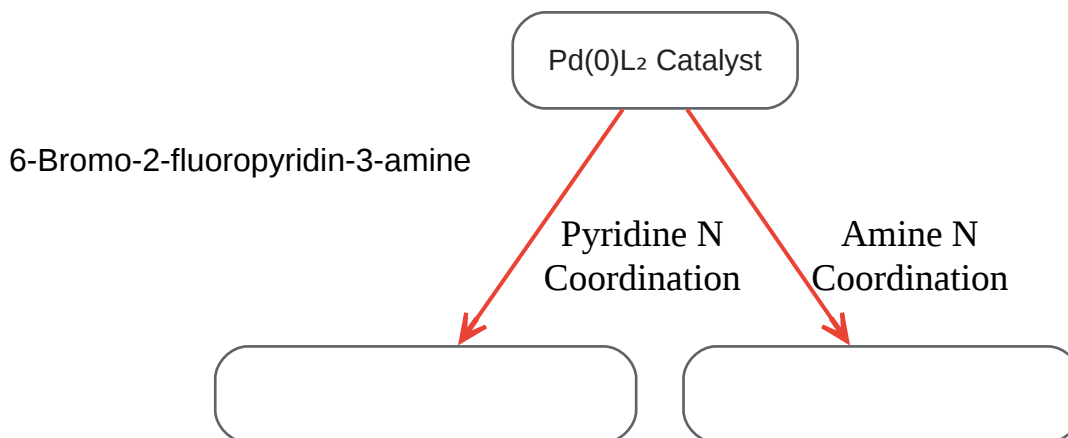 Pd(0)L₂ Catalyst
6-Bromo-2-fluoropyridin-3-amine
Pyridine N
Coordination
Amine N
Coordination